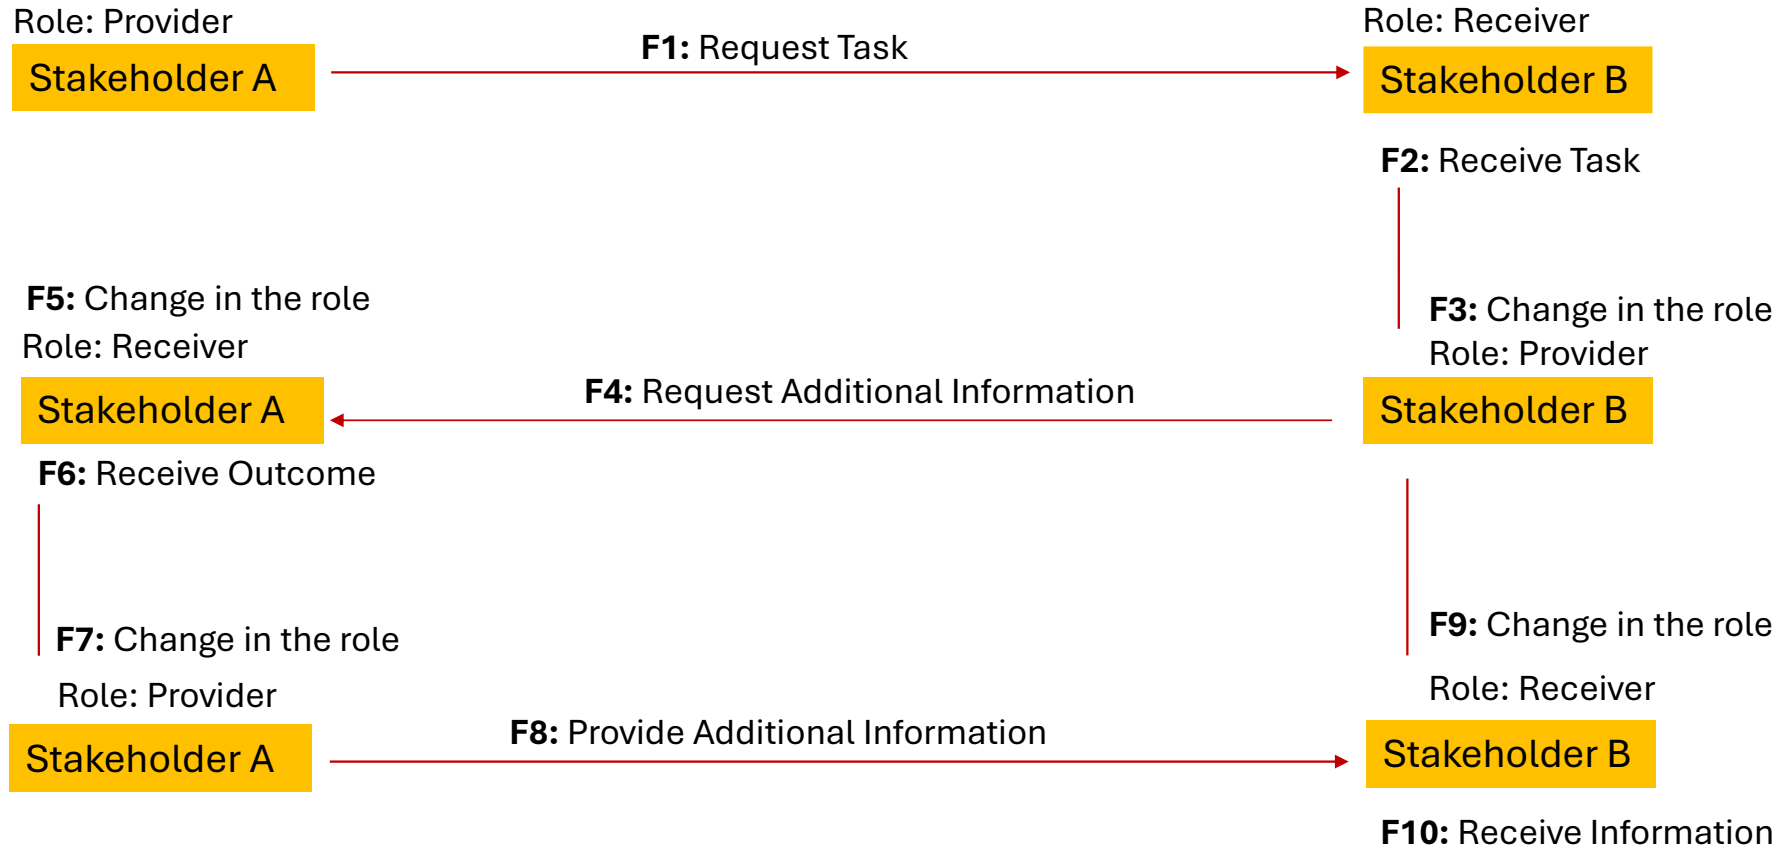 Role: Provider
Stakeholder A
F1: Request Task
Role: Receiver
Stakeholder B
F2: Receive Task
F3: Change in the role
Role: Provider
Stakeholder B
F4: Request Additional Information
F5: Change in the role
Role: Receiver
Stakeholder A
F6: Receive Outcome
F7: Change in the role
Role: Provider
Stakeholder A
F8: Provide Additional Information
F9: Change in the role
Role: Receiver
Stakeholder B
F10: Receive Information